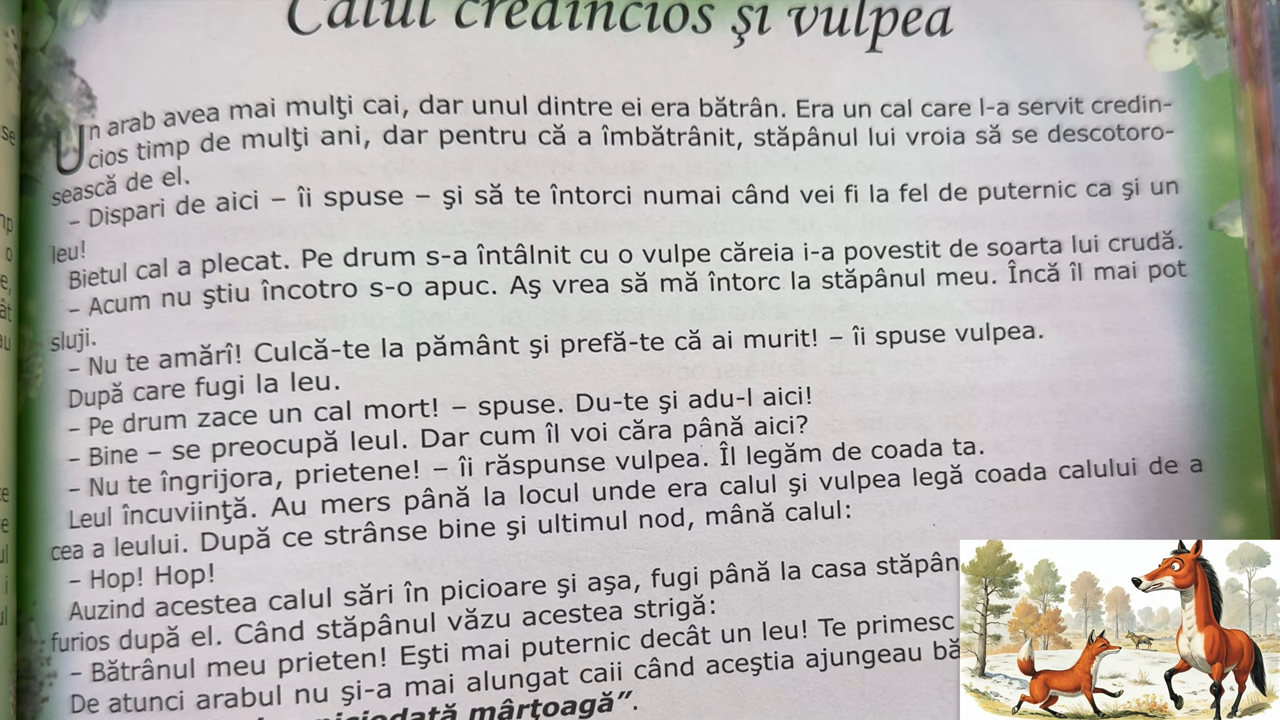 Calul credincios şi vulpea
Un arab avea mai mulţi cai, dar unul dintre ei era bătrân. Era un cal care l-a servit credin-
cios timp de mulţi ani, dar pentru că a îmbătrânit, stăpânul lui vroia să se descotoro-
sească de el.
– Dispari de aici – îi spuse – şi să te întorci numai când vei fi la fel de puternic ca şi un
leu!
Bietul cal a plecat. Pe drum s-a întâlnit cu o vulpe căreia i-a povestit de soarta lui crudă.
– Acum nu ştiu încotro s-o apuc. Aş vrea să mă întorc la stăpânul meu. Încă îl mai pot
sluji.
– Nu te amărî! Culcă-te la pământ şi prefă-te că ai murit! – îi spuse vulpea.
După care fugi la leu.
– Pe drum zace un cal mort! – spuse. Du-te şi adu-l aici!
– Bine – se preocupă leul. Dar cum îl voi căra până aici?
– Nu te îngrijora, prietene! – îi răspunse vulpea. Îl legăm de coada ta.
Leul încuviinţă. Au mers până la locul unde era calul şi vulpea legă coada calului de a
cea a leului. După ce strânse bine şi ultimul nod, mână calul:
– Hop! Hop!
Auzind acestea calul sări în picioare şi aşa, fugi până la casa stăpân
furios după el. Când stăpânul văzu acestea strigă:
– Bătrânul meu prieten! Eşti mai puternic decât un leu! Te primesc
De atunci arabul nu şi-a mai alungat caii când aceştia ajungeau bă
niciodată mârţoagă”.